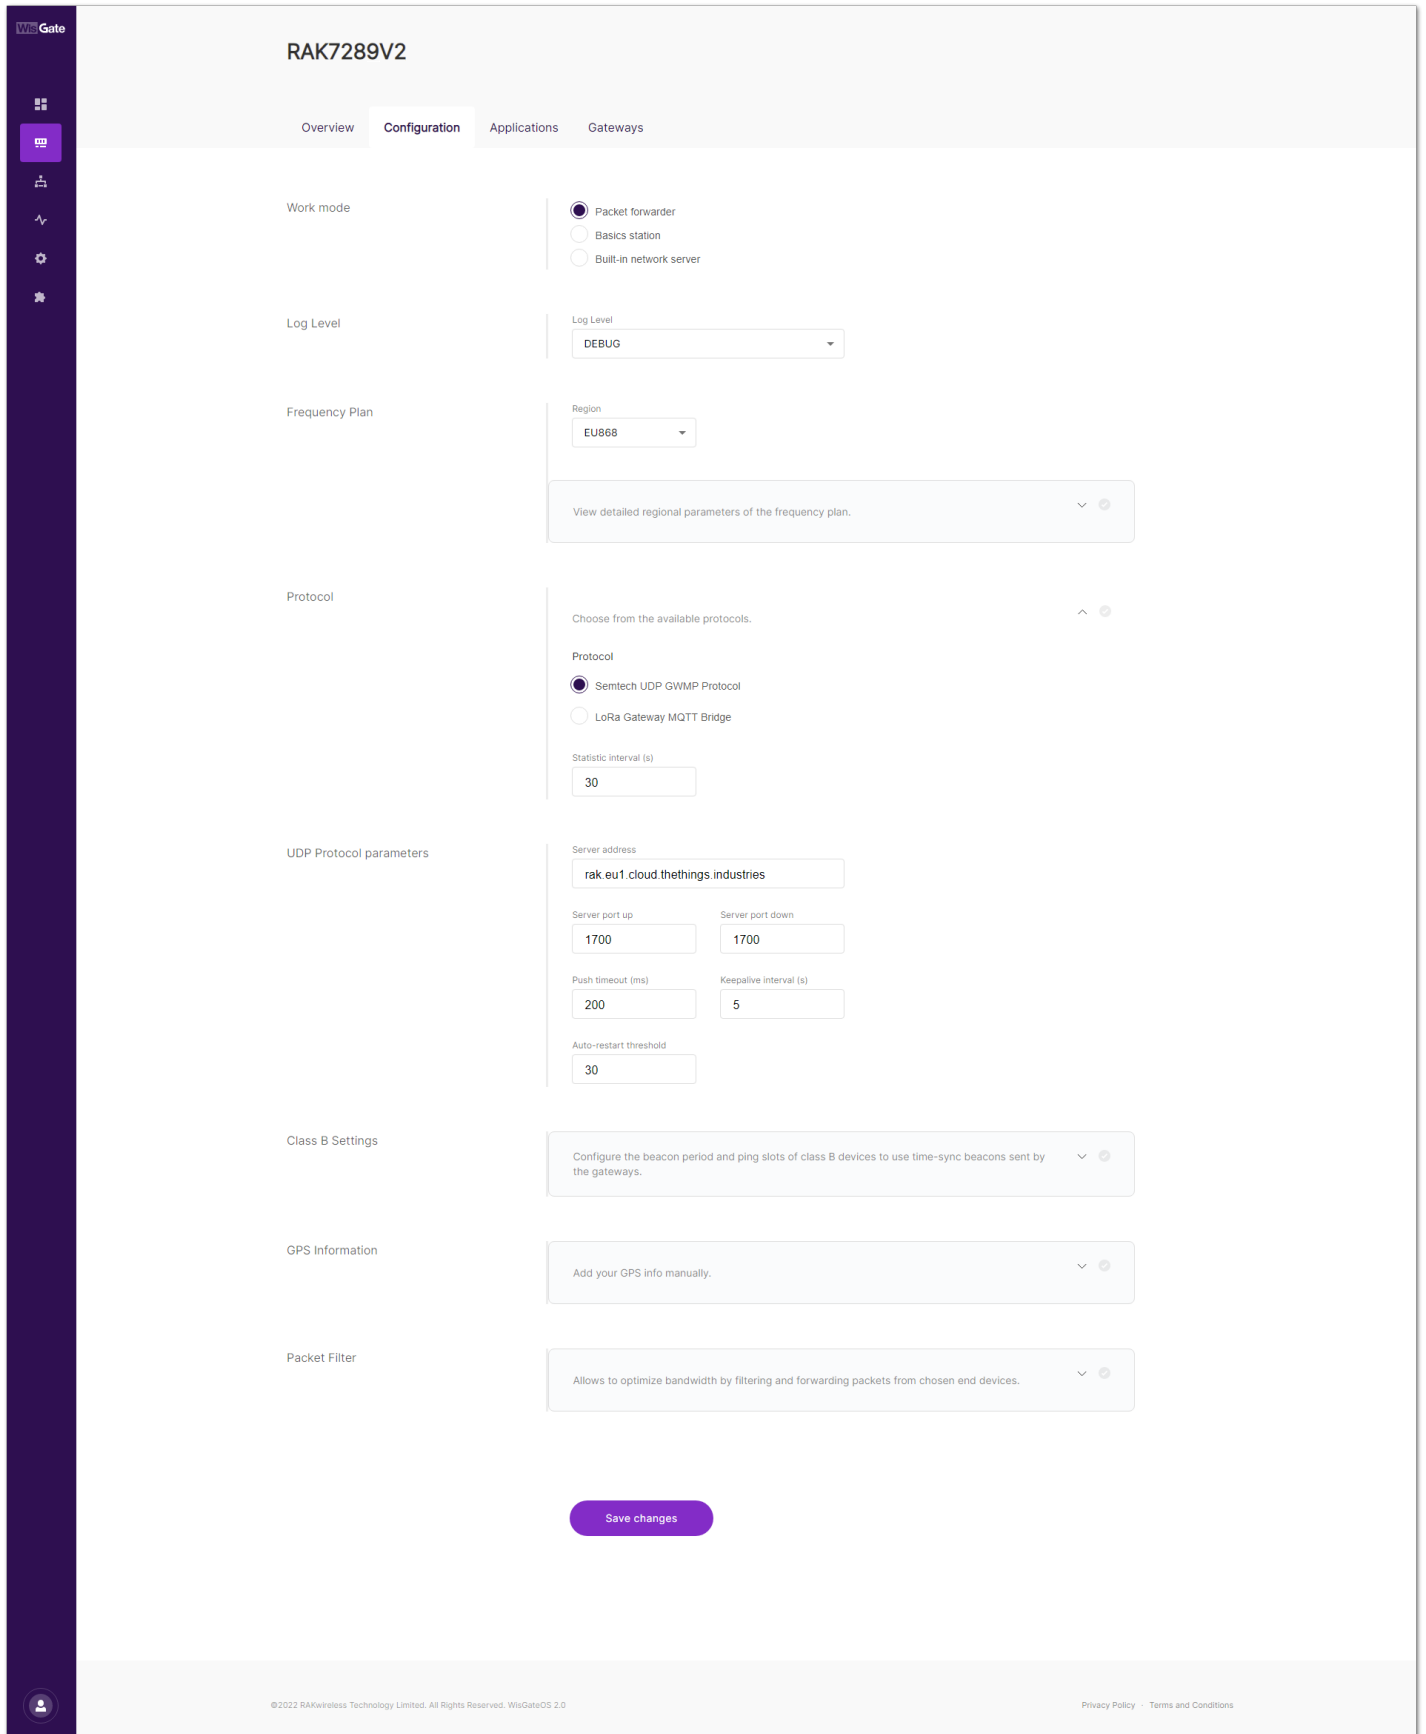 WisGate
RAK7289V2
Overview Configuration Applications Gateways
Work mode
Packet forwarder
Basics station
Built-in network server
Log Level
Log Level
DEBUG
Frequency Plan
Region
EU868
View detailed regional parameters of the frequency plan.
Protocol
Choose from the available protocols.
Protocol
Semtech UDP GWMP Protocol
LoRa Gateway MQTT Bridge
Statistic interval (s)
30
UDP Protocol parameters
Server address
rak.eu1.cloud.thethings.industries
Server port up Server port down
1700 1700
Push timeout (ms) Keepalive interval (s)
200 5
Auto-restart threshold
30
Class B Settings
Configure the beacon period and ping slots of class B devices to use time-sync beacons sent by
the gateways.
GPS Information
Add your GPS info manually.
Packet Filter
Allows to optimize bandwidth by filtering and forwarding packets from chosen end devices.
Save changes
©2022 RAKwireless Technology Limited. All Rights Reserved. WisGateOS 2.0
Privacy Policy - Terms and Conditions